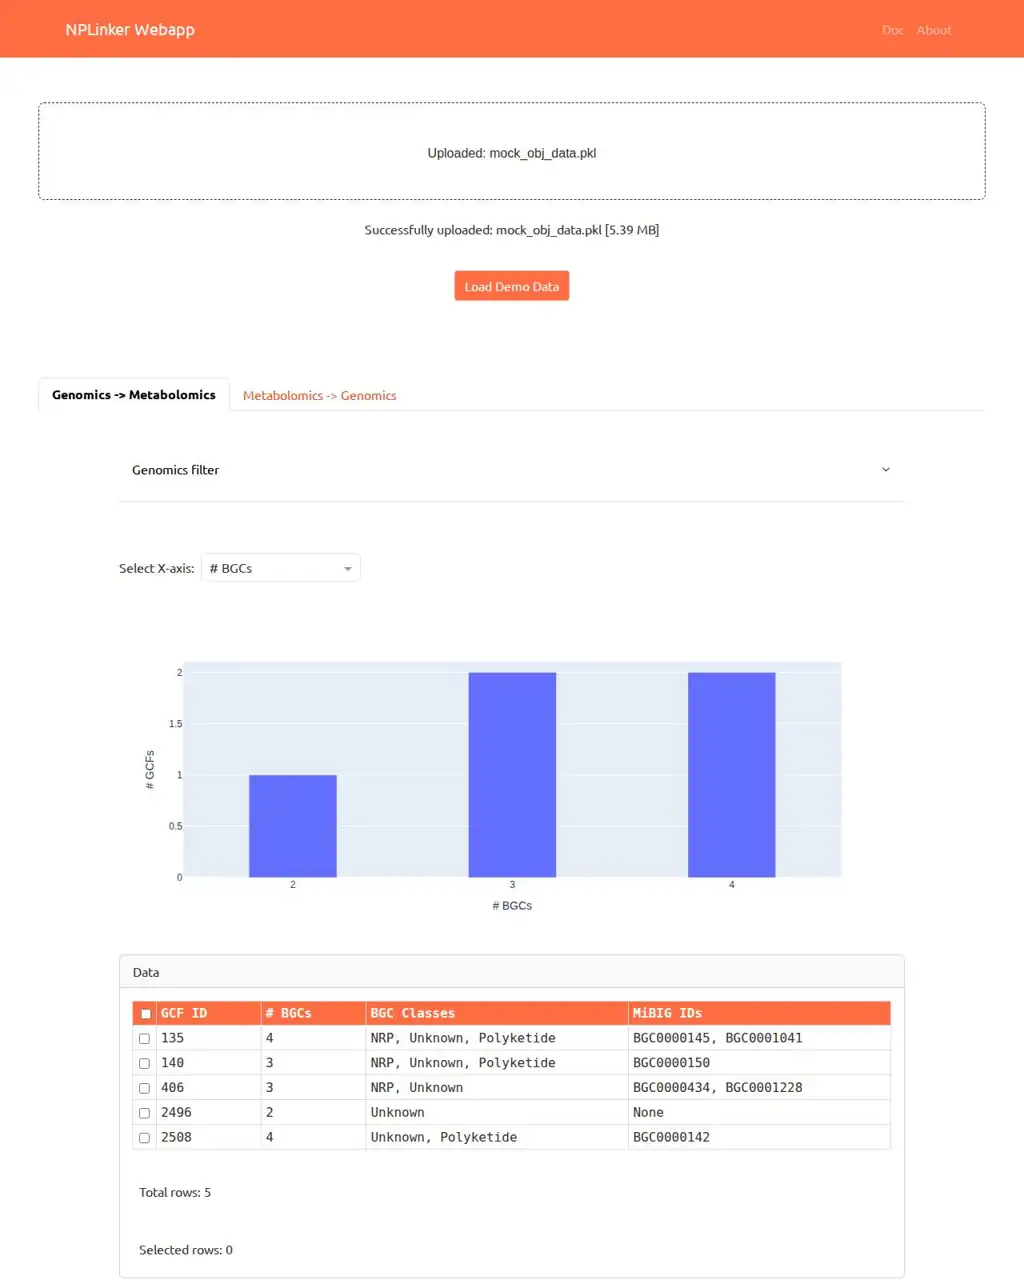 NPLinker Webapp
Doc About
Uploaded: mock_obj_data.pkl
Successfully uploaded: mock_obj_data.pkl [5.39 MB]
Load Demo Data
Genomics -> Metabolomics Metabolomics -> Genomics
Genomics filter
Select X-axis: # BGCs
2
1.5
1
0.5
0
# GCFs
2 3 4
# BGCs
Data
GCF ID # BGCs BGC Classes MiBIG IDs
135 4 NRP, Unknown, Polyketide BGC0000145, BGC0001041
140 3 NRP, Unknown, Polyketide BGC0000150
406 3 NRP, Unknown BGC0000434, BGC0001228
2496 2 Unknown None
2508 4 Unknown, Polyketide BGC0000142
Total rows: 5
Selected rows: 0